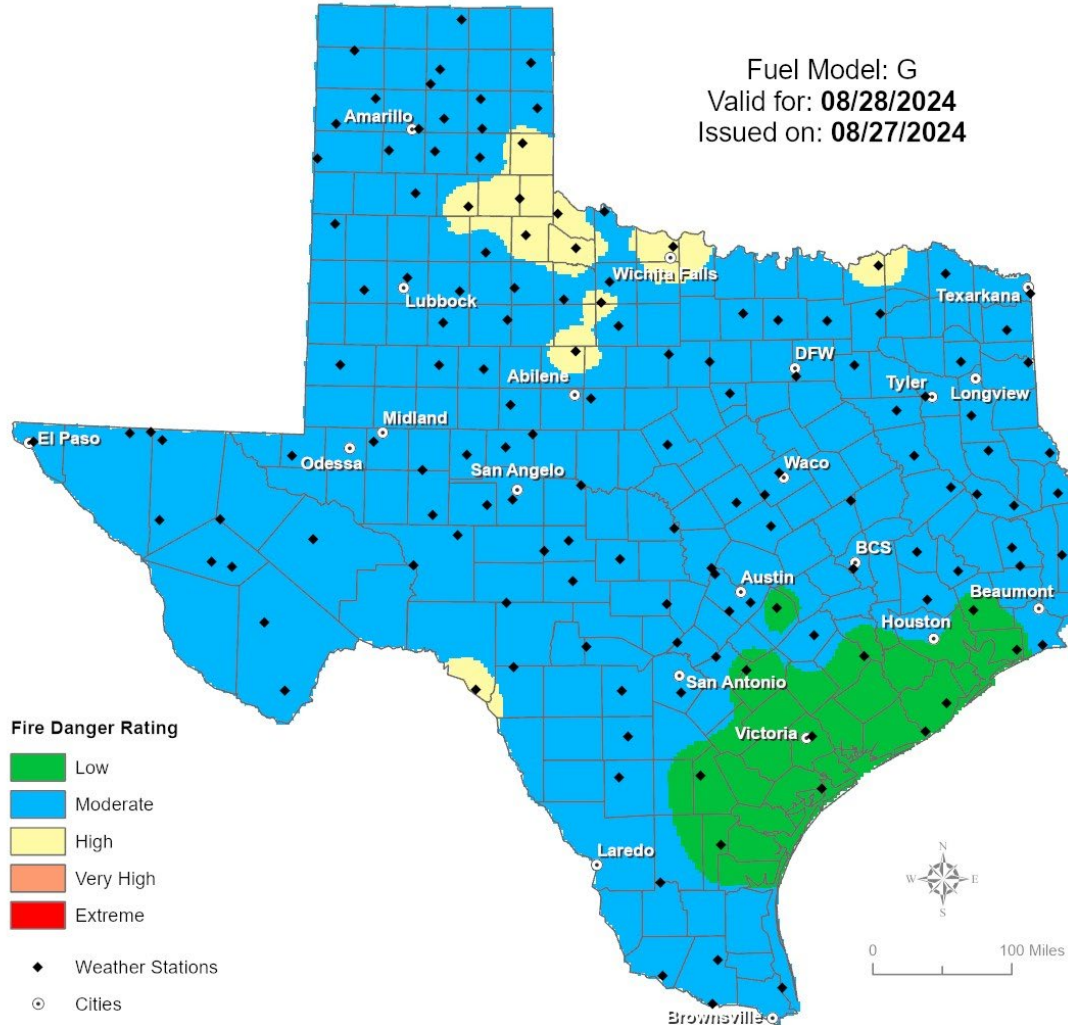 Fuel Model: G
Valid for: 08/28/2024
Issued on: 08/27/2024
Amarillo
Wichita Falls
Lubbock
Texarkana
DFW
Abilene
Tyler
Longview
Midland
El Paso
Odessa
San Angelo
Waco
BCS
Austin
Beaumont
Houston
San Antonio
Victoria
Laredo
Brownsville
Fire Danger Rating
Low
Moderate
High
Very High
Extreme
Weather Stations
Cities
N
W E
S
0 100 Miles